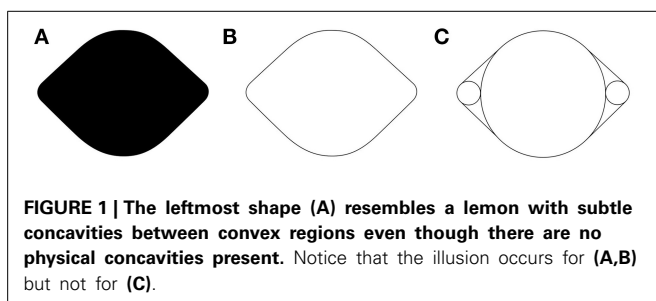 A B C
FIGURE 1 | The leftmost shape (A) resembles a lemon with subtle
concavities between convex regions even though there are no
physical concavities present. Notice that the illusion occurs for (A,B)
but not for (C).